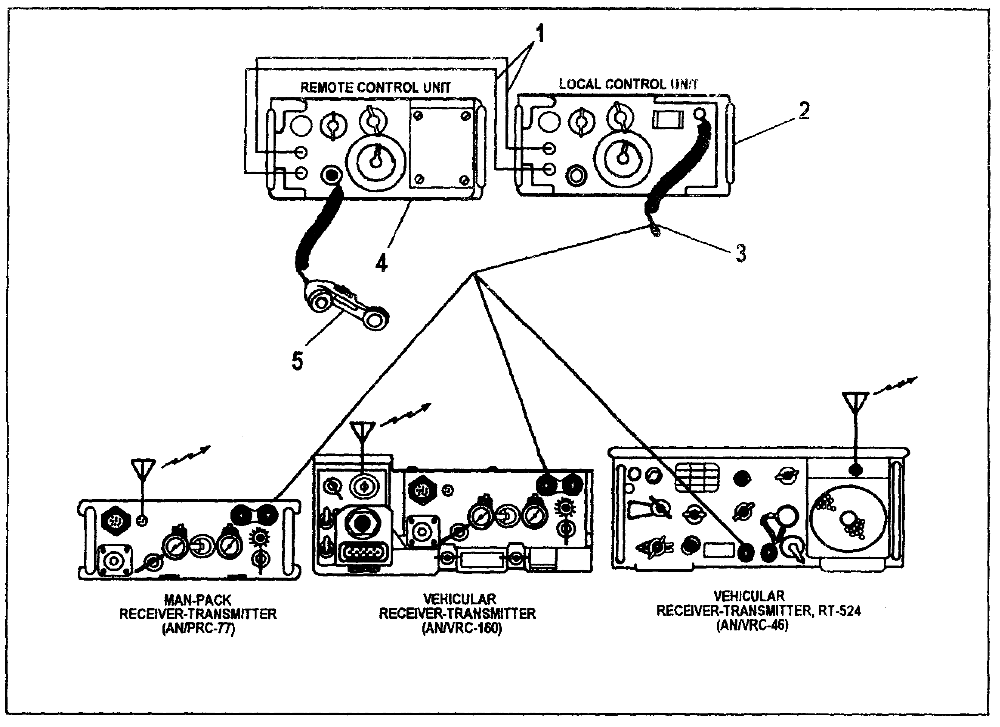 1
REMOTE CONTROL UNIT
LOCAL CONTROL UNIT
2
3
4
5
MAN-PACK
RECEIVER-TRANSMITTER
(AN/PRC-77)
VEHICULAR
RECEIVER-TRANSMITTER
(AN/VRC-160)
VEHICULAR
RECEIVER-TRANSMITTER, RT-524
(AN/VRC-46)